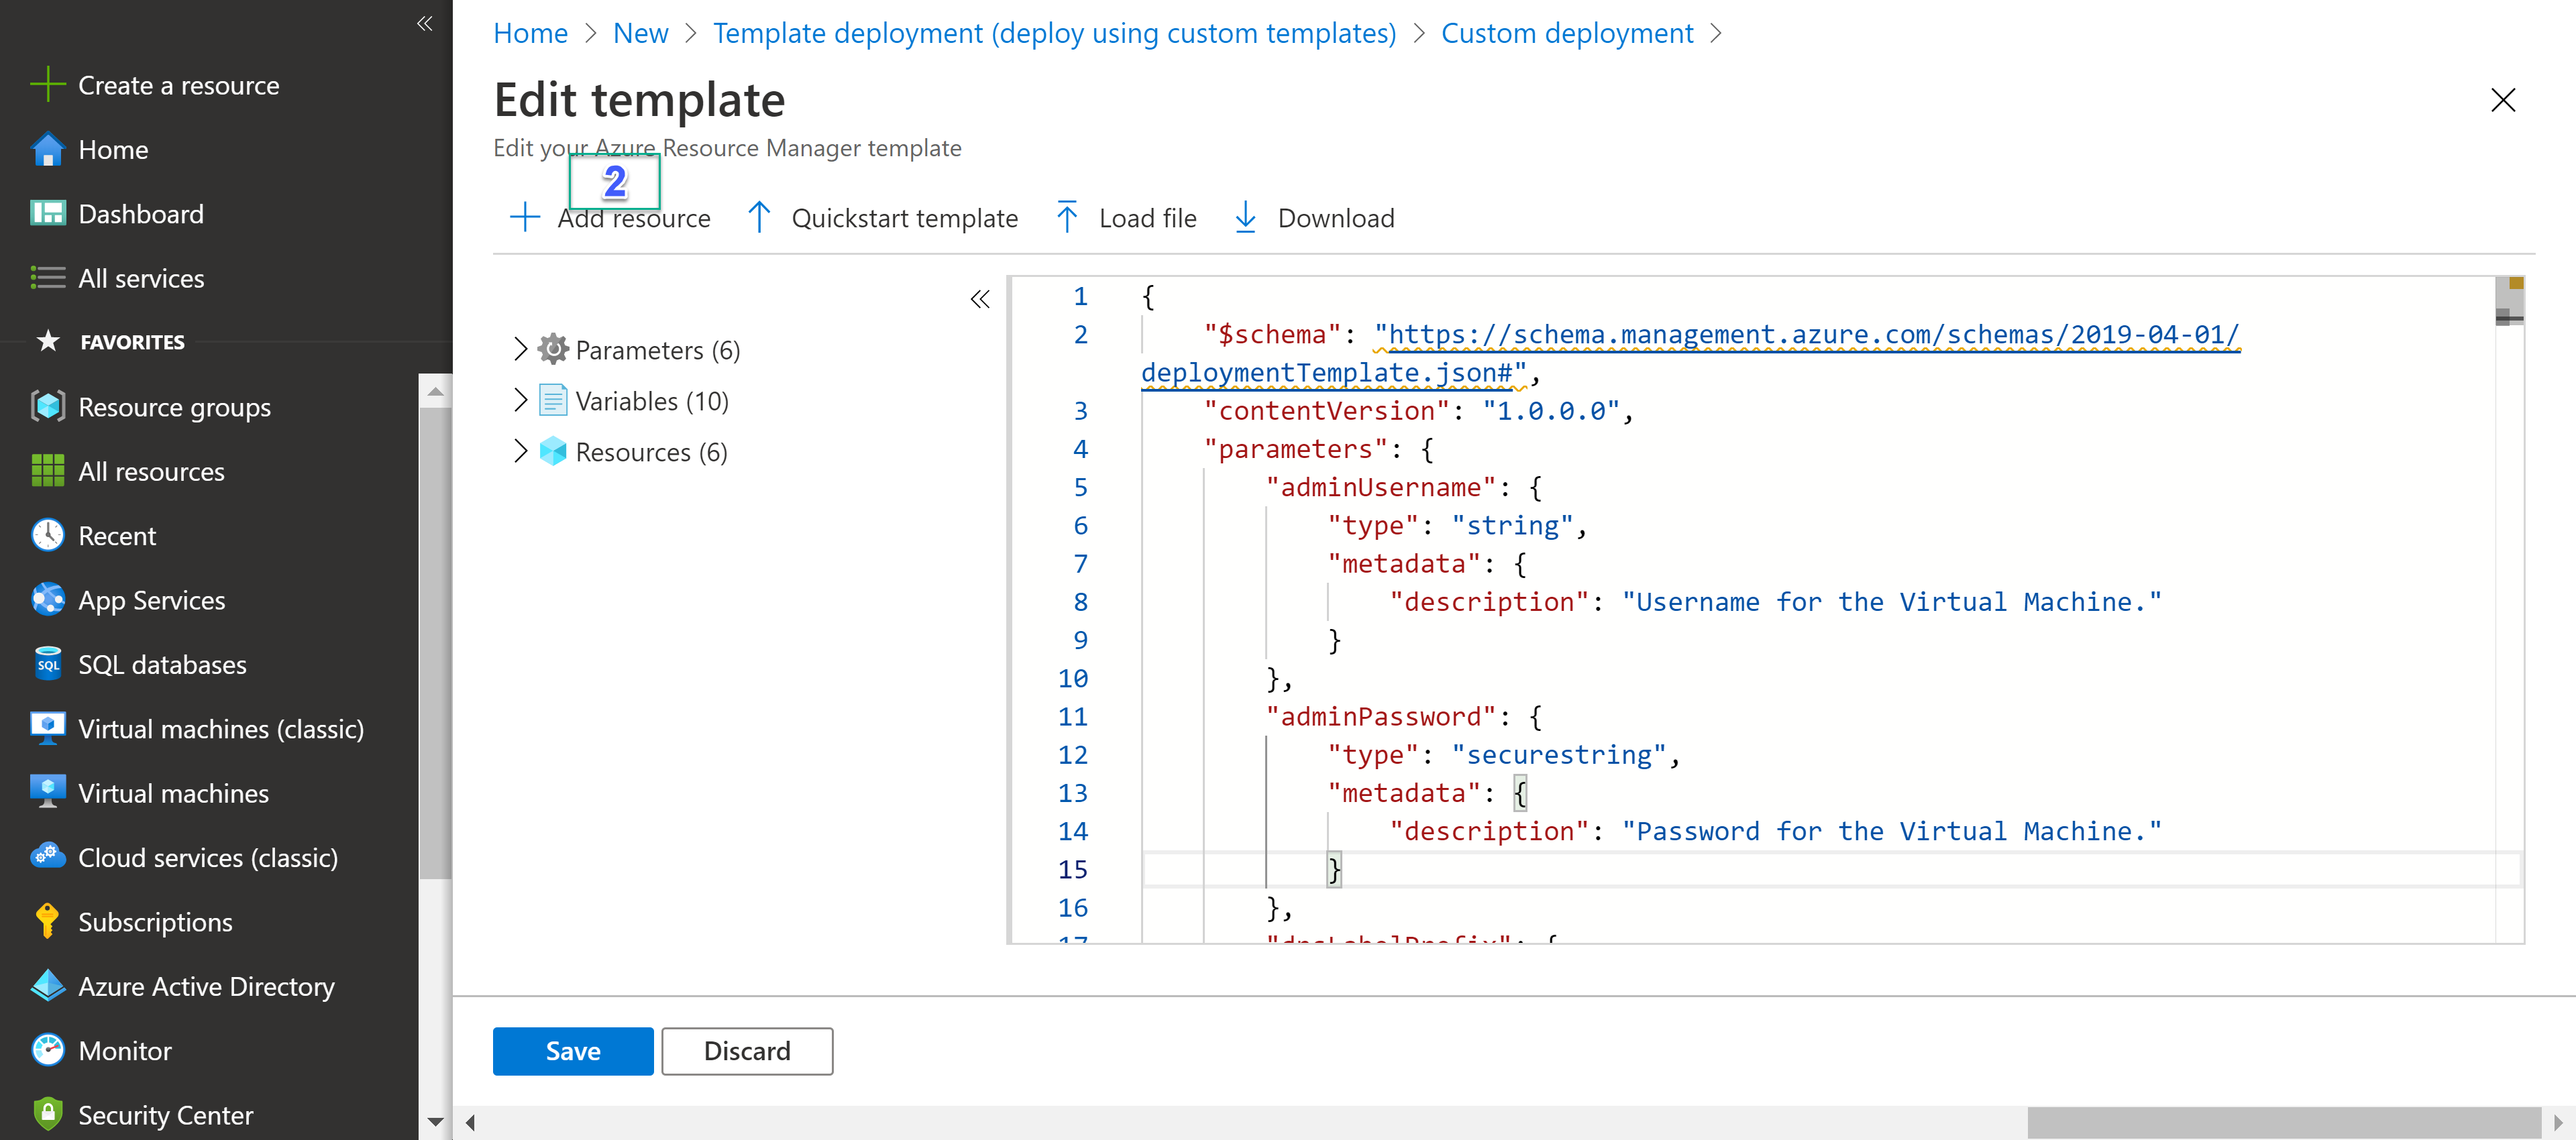 Create a resource
Home
Dashboard
All services
FAVORITES
Resource groups
All resources
Recent
App Services
SQL
SQL databases
Virtual machines (classic)
Virtual machines
Cloud services (classic)
Subscriptions
Azure Active Directory
Monitor
Security Center
Home > New > Template deployment (deploy using custom templates) > Custom deployment >
Edit template
Edit your Azure Resource Manager template
2
Add resource Quickstart template Load file Download
Parameters (6)
Variables (10)
Resources (6)
1 {
2 "$schema": "https://schema.management.azure.com/schemas/2019-04-01/
deploymentTemplate.json#",
3 "contentVersion": "1.0.0.0",
4 "parameters": {
5 "adminUsername": {
6 "type": "string",
7 "metadata": {
8 "description": "Username for the Virtual Machine."
9 }
10 },
11 "adminPassword": {
12 "type": "securestring",
13 "metadata": {
14 "description": "Password for the Virtual Machine."
15 }
16 },
17 "dnsLabelPrefix": {
Save Discard